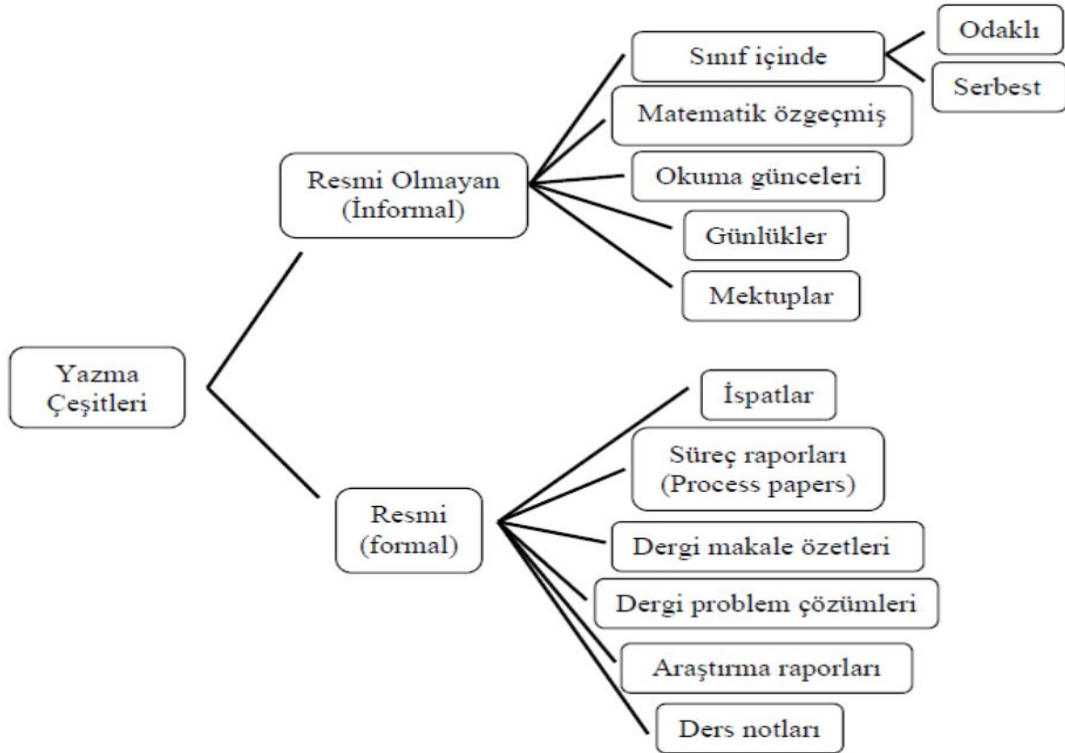 Odaklı
Sınıf içinde
Serbest
Matematik özgeçmiş
Resmi Olmayan
(İnformal)
Okuma günceleri
Günlükler
Mektuplar
Yazma
Çeşitleri
İspatlar
Süreç raporları
(Process papers)
Resmi
(formal)
Dergi makale özetleri
Dergi problem çözümleri
Araştırma raporları
Ders notları